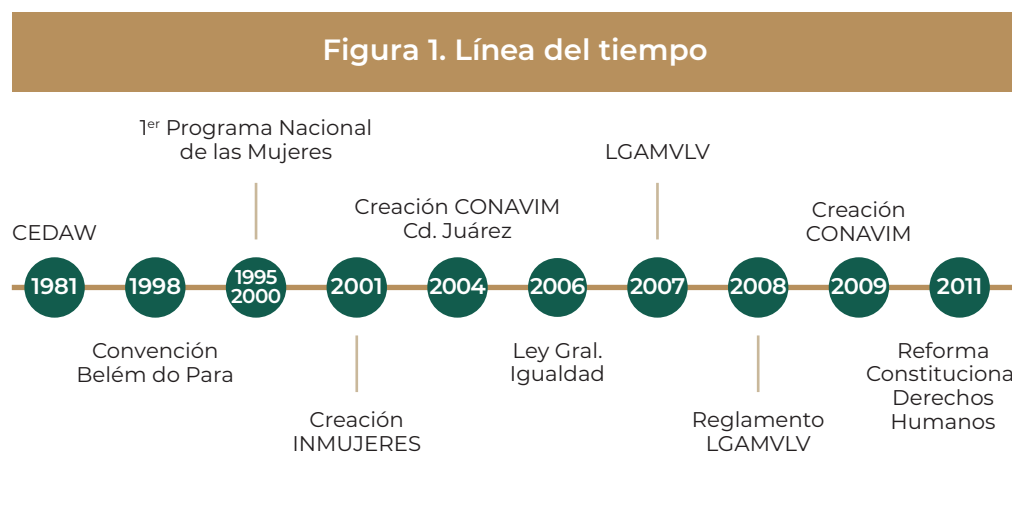 Figura 1. Línea del tiempo
1er Programa Nacional
de las Mujeres
LGAMVLV
Creación CONAVIM
Cd. Juárez
Creación
CONAVIM
CEDAW
1981
1998
1995
2000
2001
2004
2006
2007
2008
2009
2011
Convención
Belém do Para
Ley Gral.
Igualdad
Reforma
Constituciona
Derechos
Humanos
Creación
INMUJERES
Reglamento
LGAMVLV